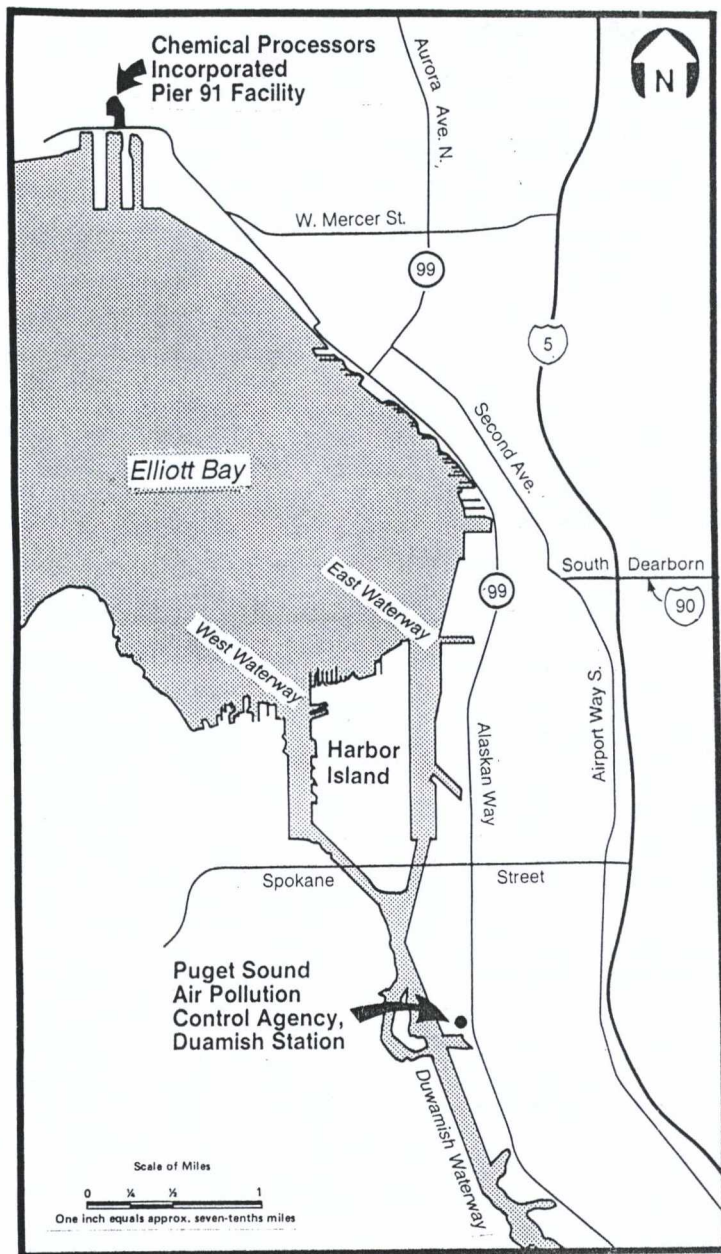 Chemical Processors
Incorporated
Pier 91 Facility
Aurora
Ave. N.
N
W. Mercer St.
99
5
Second Ave.
Elliott Bay
South Dearborn
90
99
East Waterway
West Waterway
Harbor
Island
Alaskan Way
Airport Way S.
Spokane Street
Puget Sound
Air Pollution
Control Agency,
Duamish Station
Duwamish Waterway
Scale of Miles
0 ¼ ½ 1
One inch equals approx. seven-tenths miles